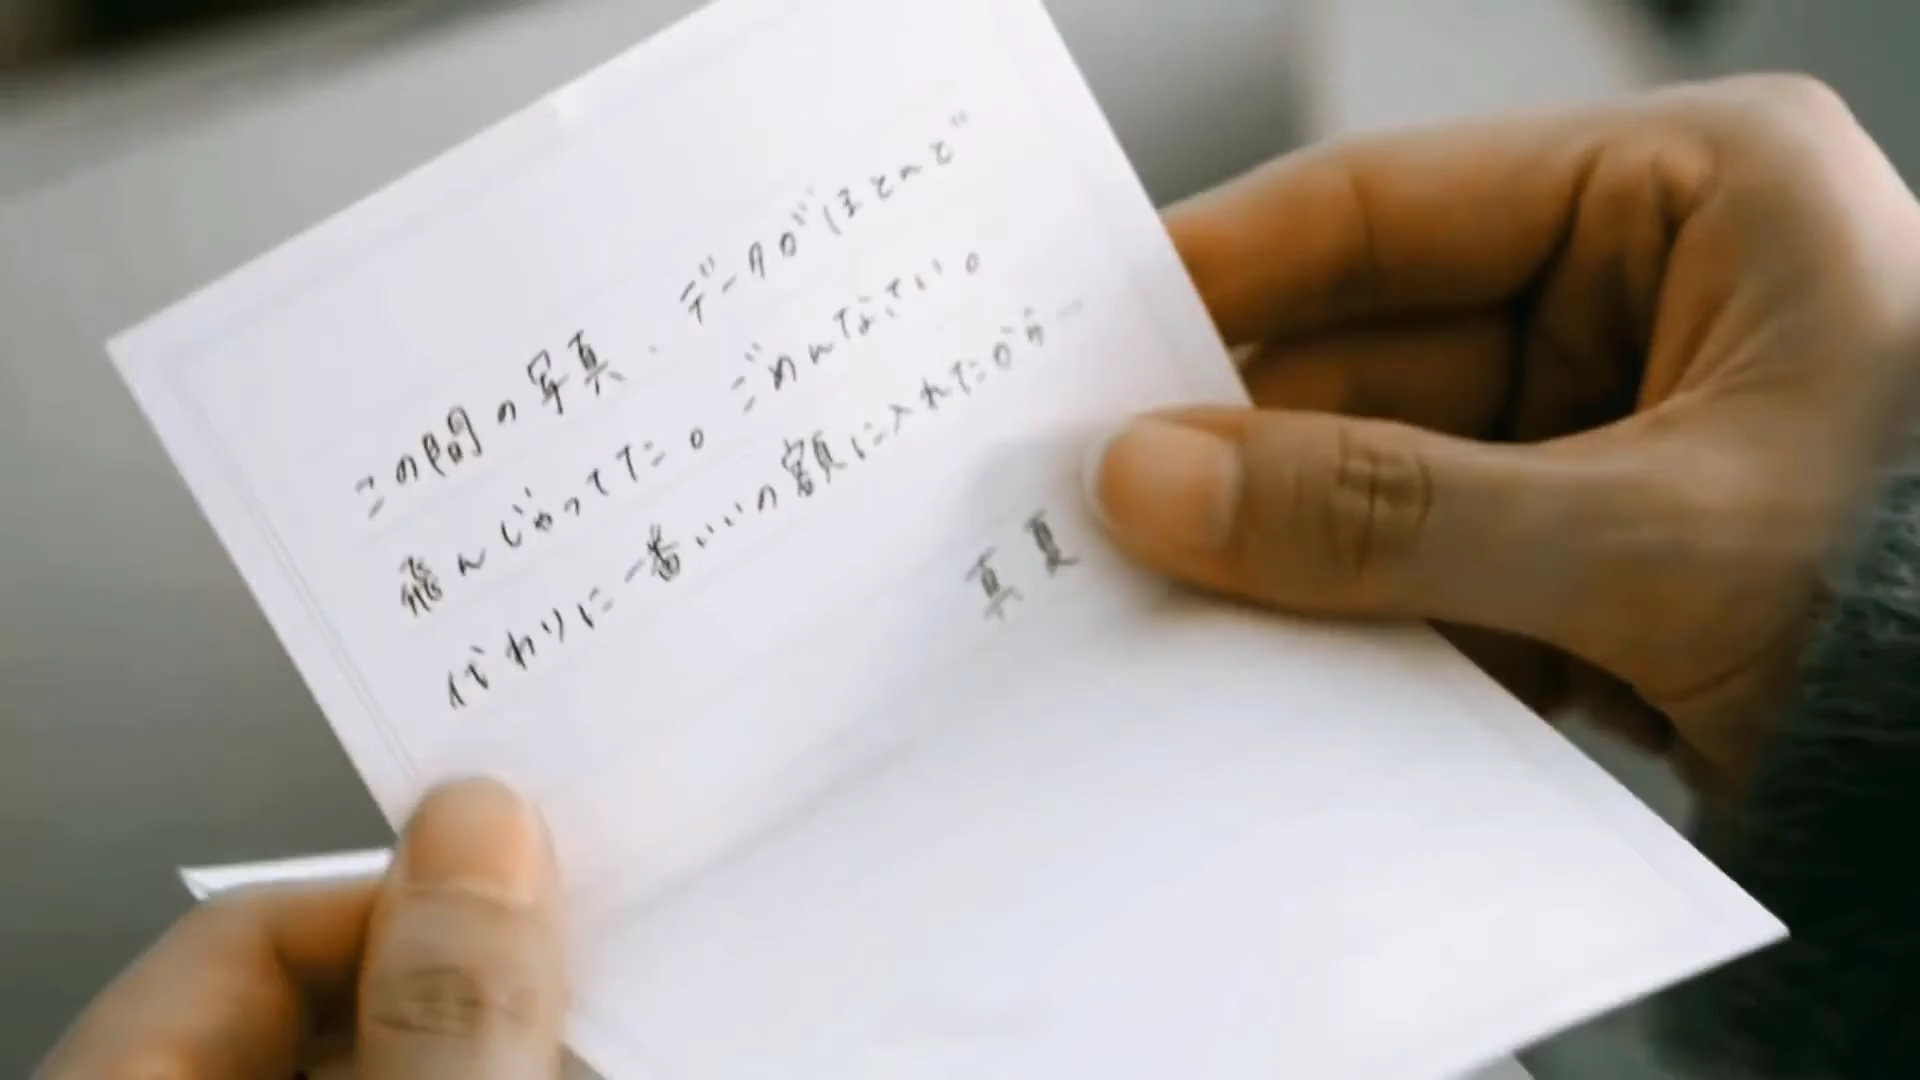 この間の写真、データがほとんど
飛んじゃってた。ごめんなさい。
代わりに一番いいの額に入れたから…
真夏